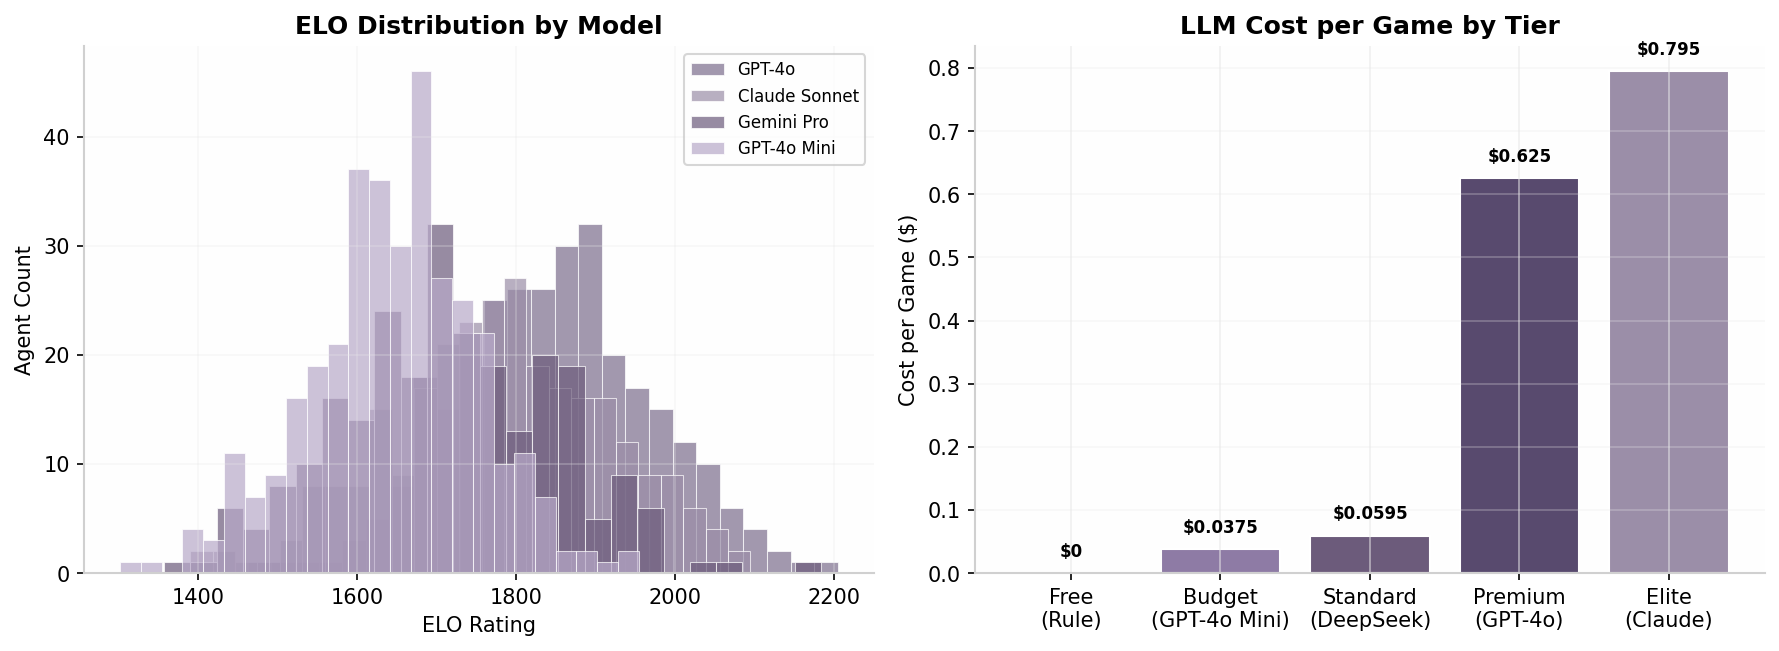 ELO Distribution by Model
GPT-4o
Claude Sonnet
Gemini Pro
GPT-4o Mini
Agent Count
40
30
20
10
0
1400 1600 1800 2000 2200
ELO Rating
LLM Cost per Game by Tier
Cost per Game ($)
0.8
0.7
0.6
0.5
0.4
0.3
0.2
0.1
0.0
$0
$0.0375
$0.0595
$0.625
$0.795
Free
(Rule)
Budget
(GPT-4o Mini)
Standard
(DeepSeek)
Premium
(GPT-4o)
Elite
(Claude)